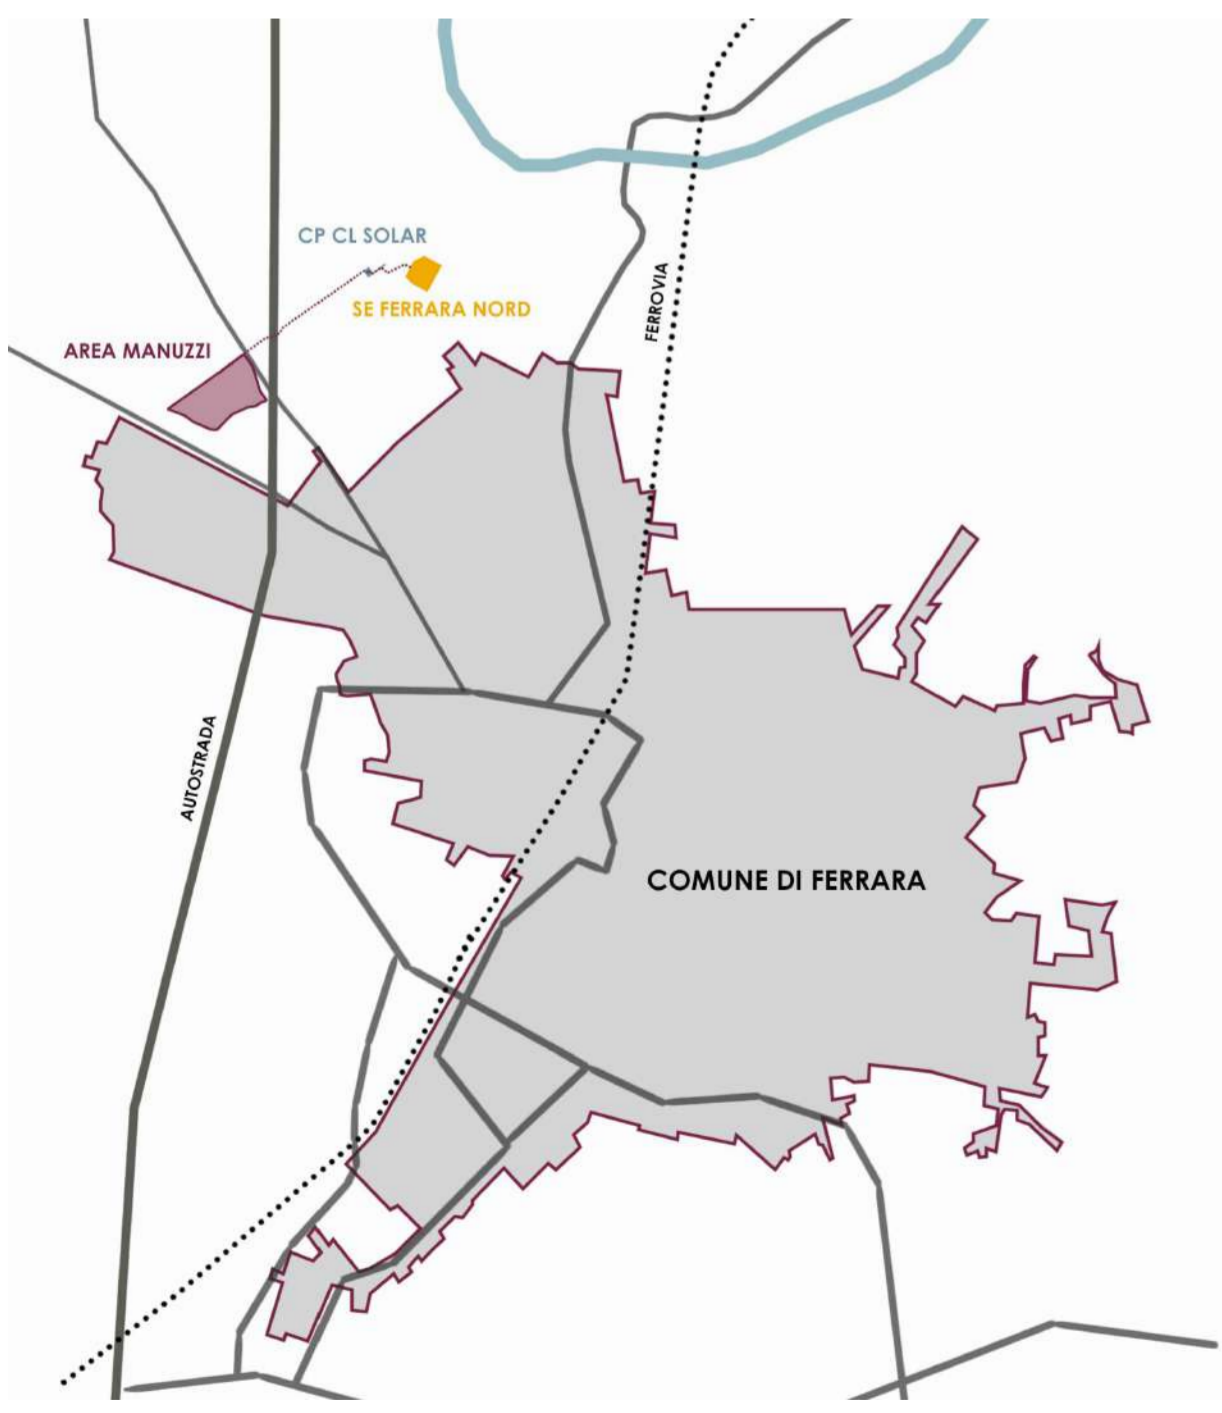 CP CL SOLAR
SE FERRARA NORD
FERROVIA
AREA MANUZZI
AUTOSTRADA
COMUNE DI FERRARA